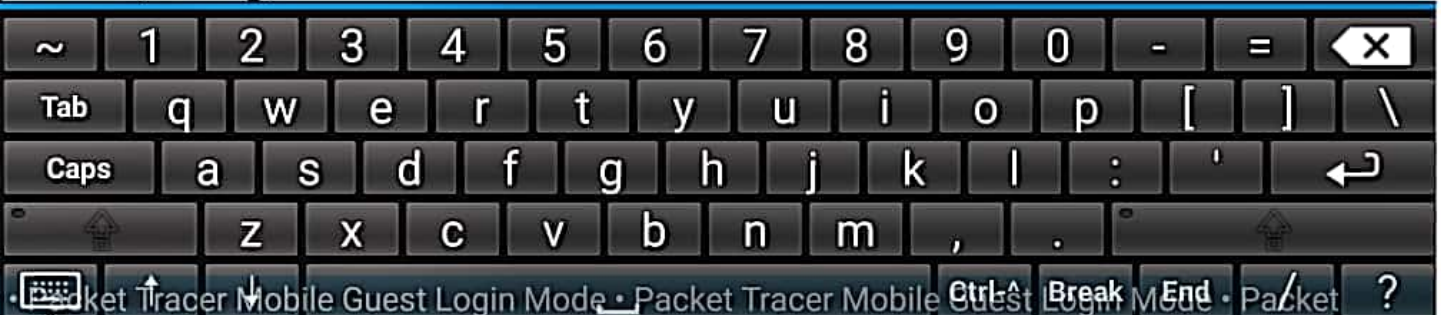 ~ 1 2 3 4 5 6 7 8 9 0 - =
Tab q w e r t y u i o p [ ] \
Caps a s d f g h j k l : '
z x c v b n m , .
Ctrl-^ Break End / ?
• Packet Tracer Mobile Guest Login Mode • Packet Tracer Mobile Guest Login Mode • Packet